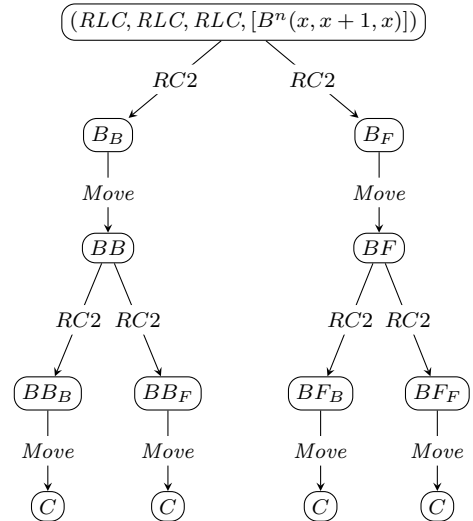 (RLC, RLC, RLC, [Bⁿ(x, x + 1, x)])
RC2 RC2
B_B B_F
Move Move
BB BF
RC2 RC2 RC2 RC2
BB_B BB_F BF_B BF_F
Move Move Move Move
C C C C